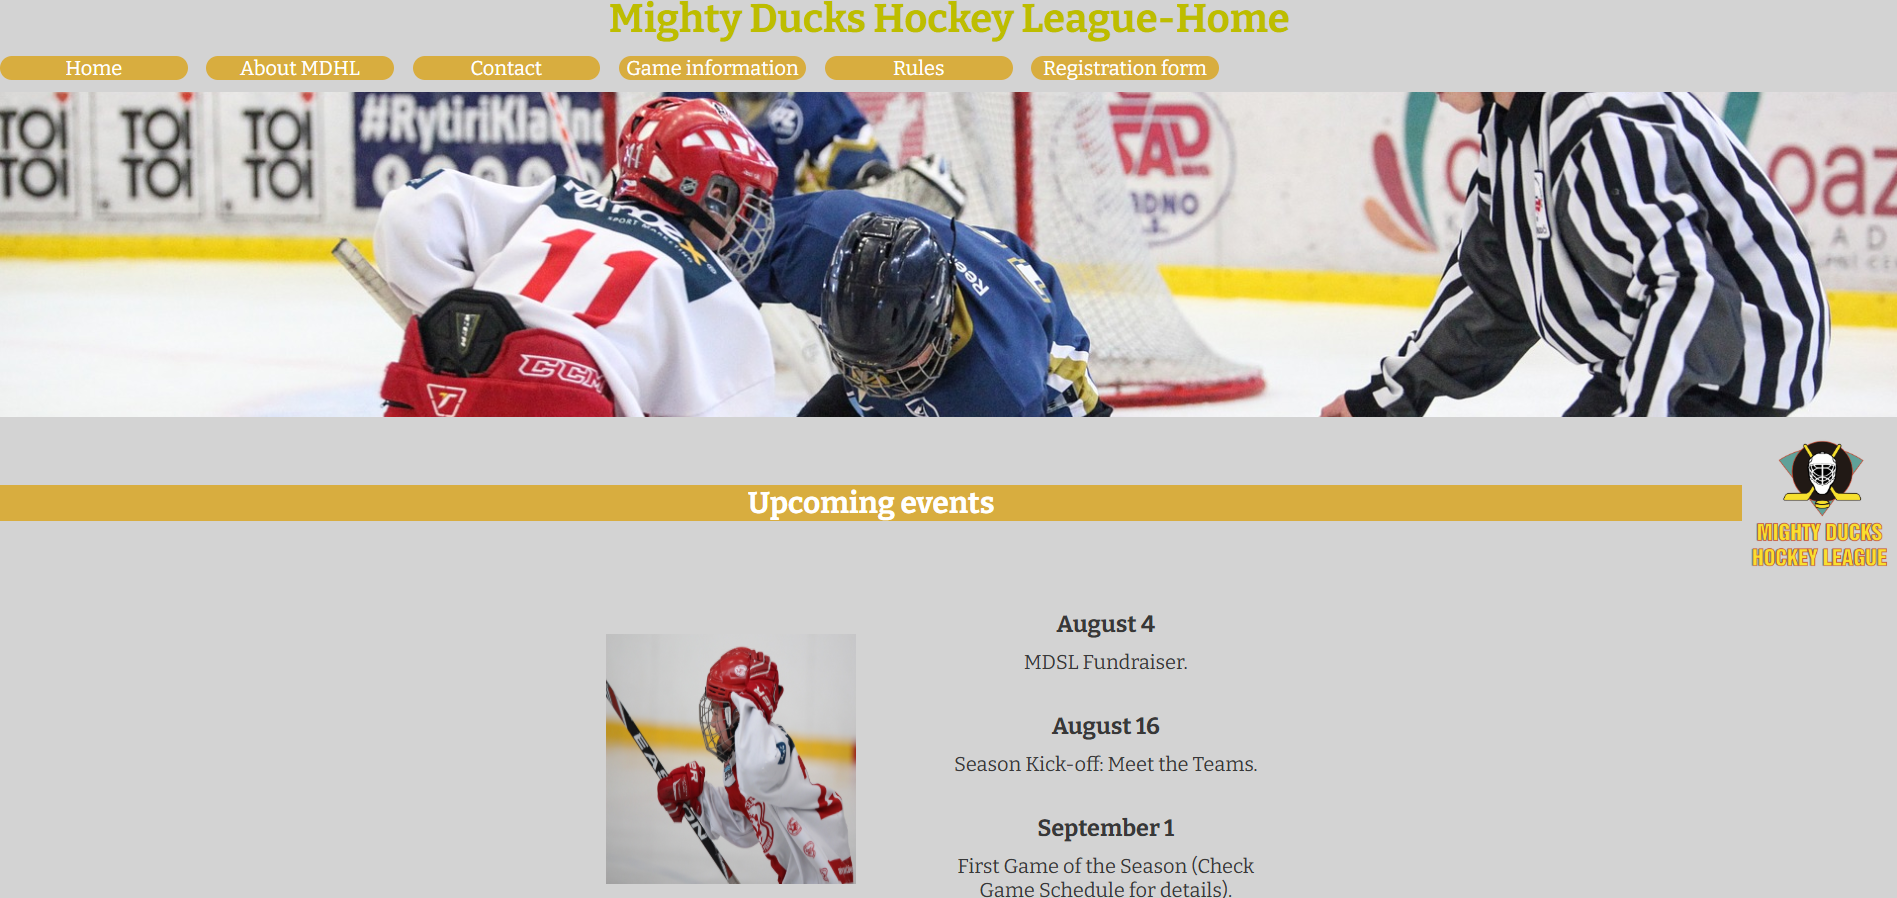 Mighty Ducks Hockey League-Home
Home
About MDHL
Contact
Game information
Rules
Registration form
TOI TOI TOI
TOI TOI TOI
#RytiriKladno
11
CCM
Upcoming events
MIGHTY DUCKS
HOCKEY LEAGUE
August 4
MDSL Fundraiser.
August 16
Season Kick-off: Meet the Teams.
September 1
First Game of the Season (Check
Game Schedule for details).